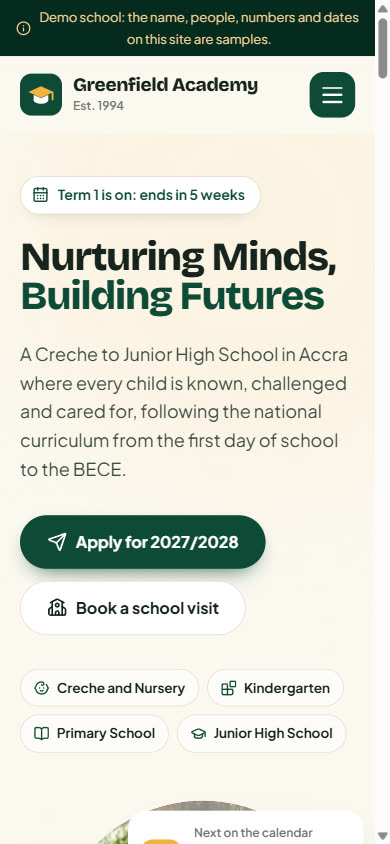 Demo school: the name, people, numbers and dates
on this site are samples.
Greenfield Academy
Est. 1994
Term 1 is on: ends in 5 weeks
Nurturing Minds,
Building Futures
A Creche to Junior High School in Accra
where every child is known, challenged
and cared for, following the national
curriculum from the first day of school
to the BECE.
Apply for 2027/2028
Book a school visit
Creche and Nursery
Kindergarten
Primary School
Junior High School
Next on the calendar